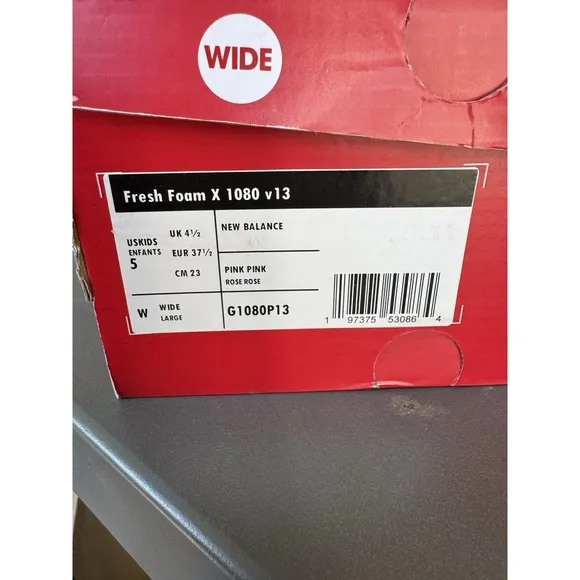 WIDE
Fresh Foam X 1080 v13
USKIDS
ENFANTS
5
UK 4½
EUR 37½
CM 23
NEW BALANCE
PINK PINK
ROSE ROSE
W
WIDE
LARGE
G1080P13
1 97375 53086 4